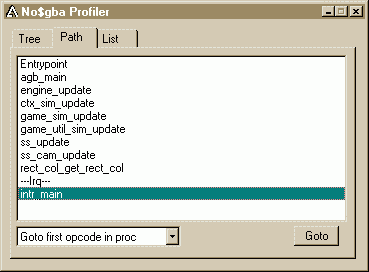 No$gba Profiler
Tree Path List
Entrypoint
agb_main
engine_update
ctx_sim_update
game_sim_update
game_util_sim_update
ss_update
ss_cam_update
rect_col_get_rect_col
---Irq---
intr_main
Goto first opcode in proc Goto